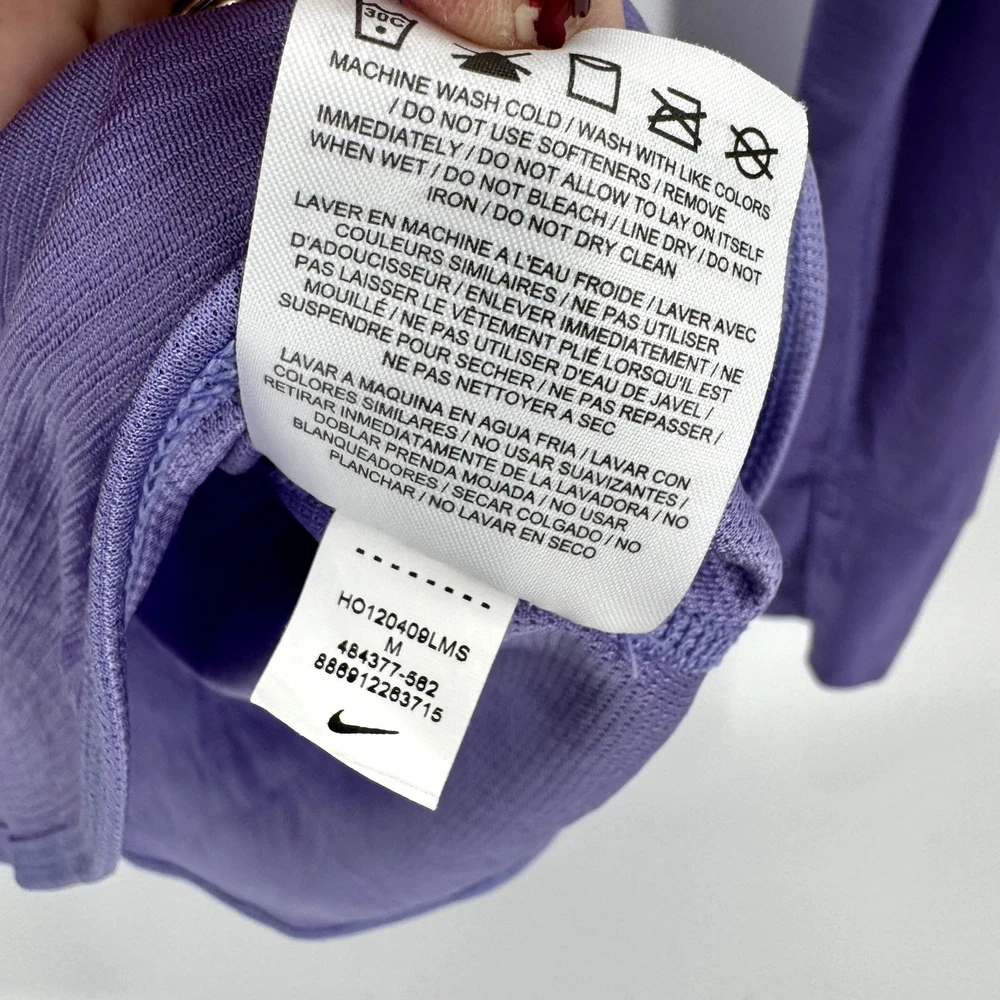 30C
MACHINE WASH COLD / WASH WITH LIKE COLORS
/ DO NOT USE SOFTENERS / REMOVE
IMMEDIATELY / DO NOT ALLOW TO LAY ON ITSELF
WHEN WET / DO NOT BLEACH / LINE DRY / DO NOT
IRON / DO NOT DRY CLEAN
LAVER EN MACHINE A L'EAU FROIDE / LAVER AVEC
COULEURS SIMILAIRES / NE PAS UTILISER
D'ADOUCISSEUR / ENLEVER IMMEDIATEMENT / NE
PAS LAISSER LE VÊTEMENT PLIÉ LORSQU'IL EST
MOUILLÉ / NE PAS UTILISER D'EAU DE JAVEL /
SUSPENDRE POUR SECHER / NE PAS REPASSER /
NE PAS NETTOYER A SEC
LAVAR A MAQUINA EN AGUA FRIA / LAVAR CON
COLORES SIMILARES / NO USAR SUAVIZANTES /
RETIRAR INMEDIATAMENTE DE LA LAVADORA / NO
DOBLAR PRENDA MOJADA / NO USAR
BLANQUEADORES / SECAR COLGADO / NO
PLANCHAR / NO LAVAR EN SECO
HO120409LMS
M
484377-562
886912263715